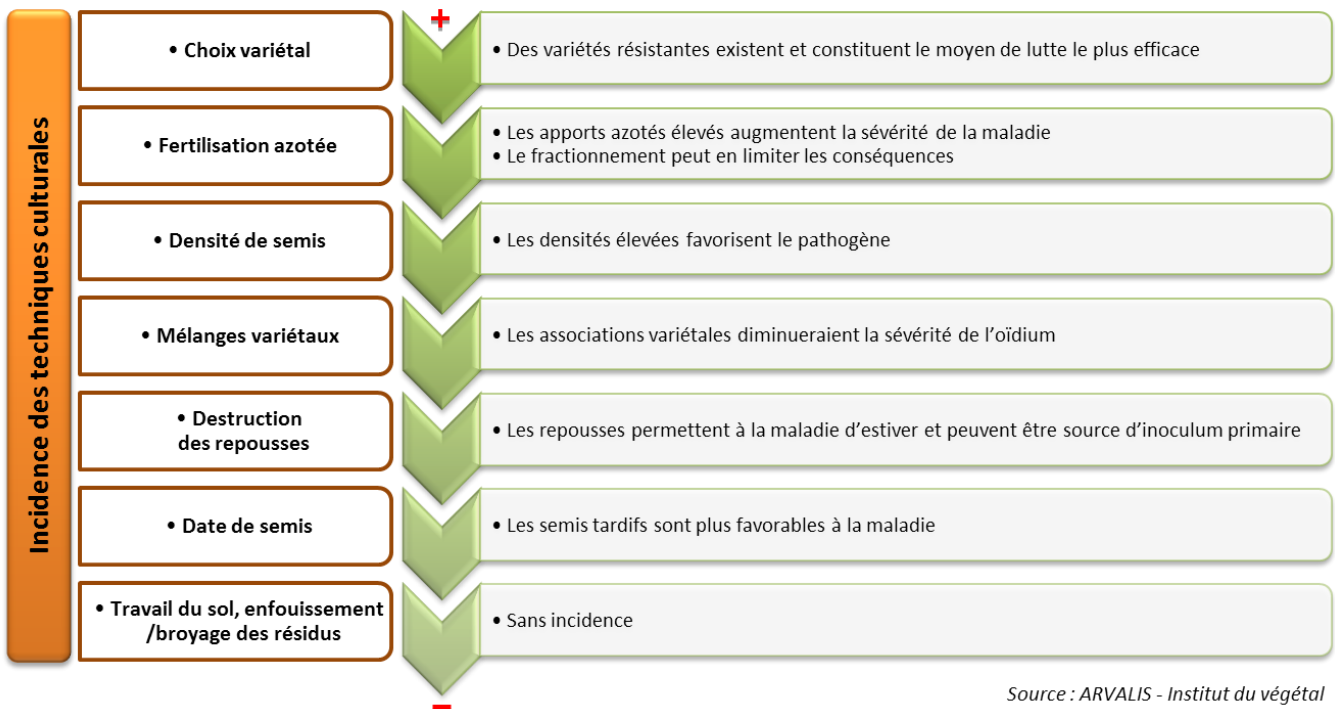 Incidence des techniques culturales
+
• Choix variétal
• Des variétés résistantes existent et constituent le moyen de lutte le plus efficace
• Fertilisation azotée
• Les apports azotés élevés augmentent la sévérité de la maladie
• Le fractionnement peut en limiter les conséquences
• Densité de semis
• Les densités élevées favorisent le pathogène
• Mélanges variétaux
• Les associations variétales diminueraient la sévérité de l’oïdium
• Destruction
des repousses
• Les repousses permettent à la maladie d’estiver et peuvent être source d’inoculum primaire
• Date de semis
• Les semis tardifs sont plus favorables à la maladie
• Travail du sol, enfouissement
/broyage des résidus
• Sans incidence
–
Source : ARVALIS - Institut du végétal